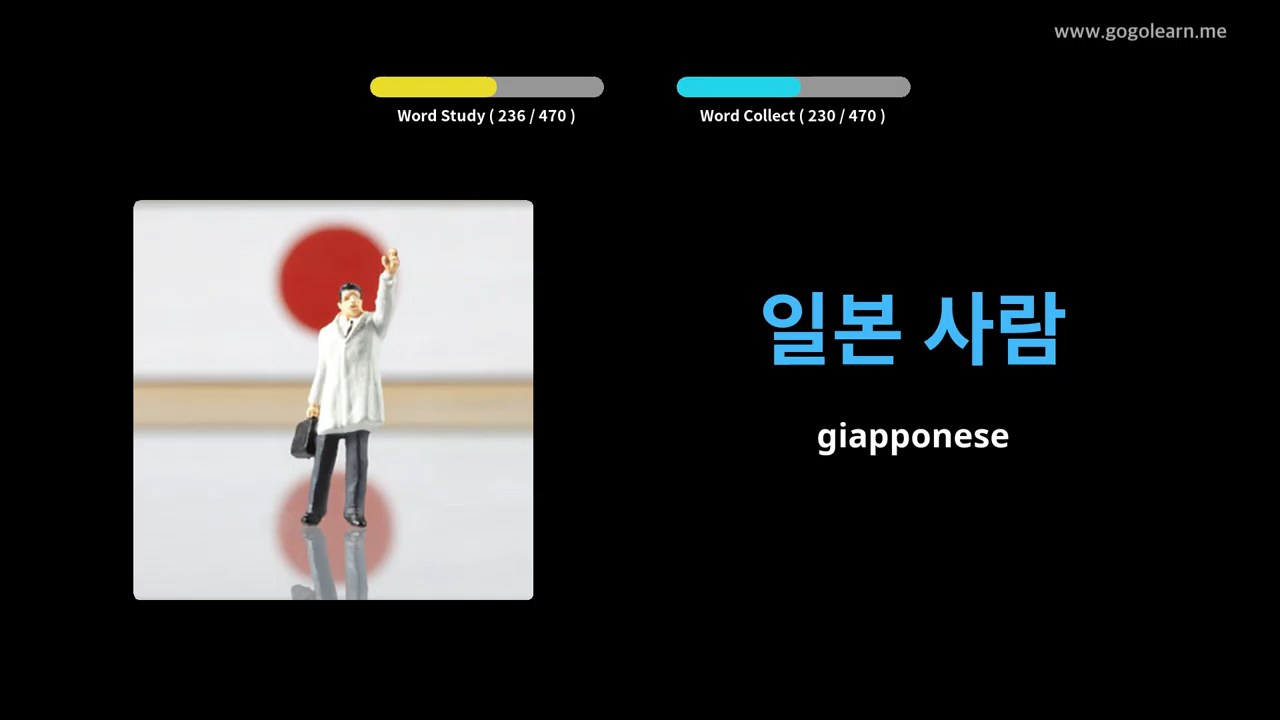 www.gogolearn.me
Word Study ( 236 / 470 )
Word Collect ( 230 / 470 )
일본 사람
giapponese